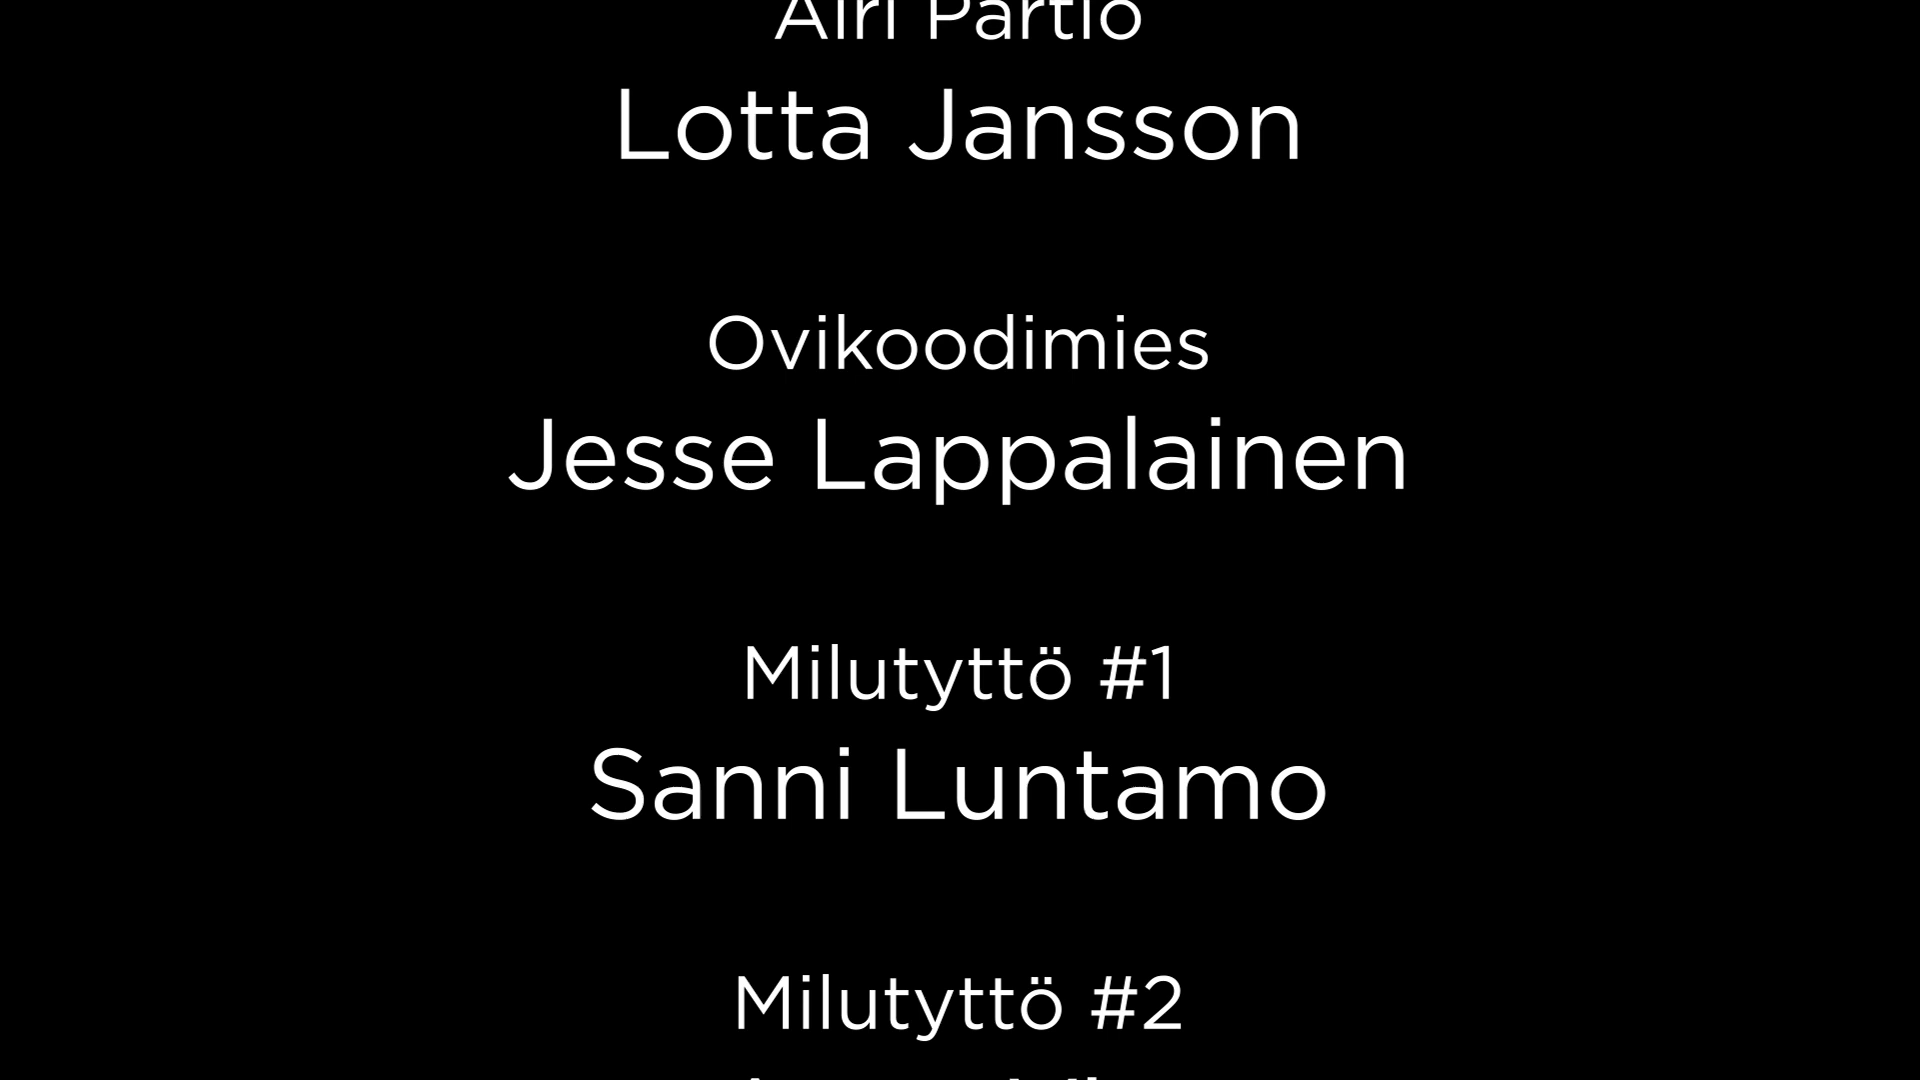 Airi Partio
Lotta Jansson
Ovikoodimies
Jesse Lappalainen
Milutyttö #1
Sanni Luntamo
Milutyttö #2